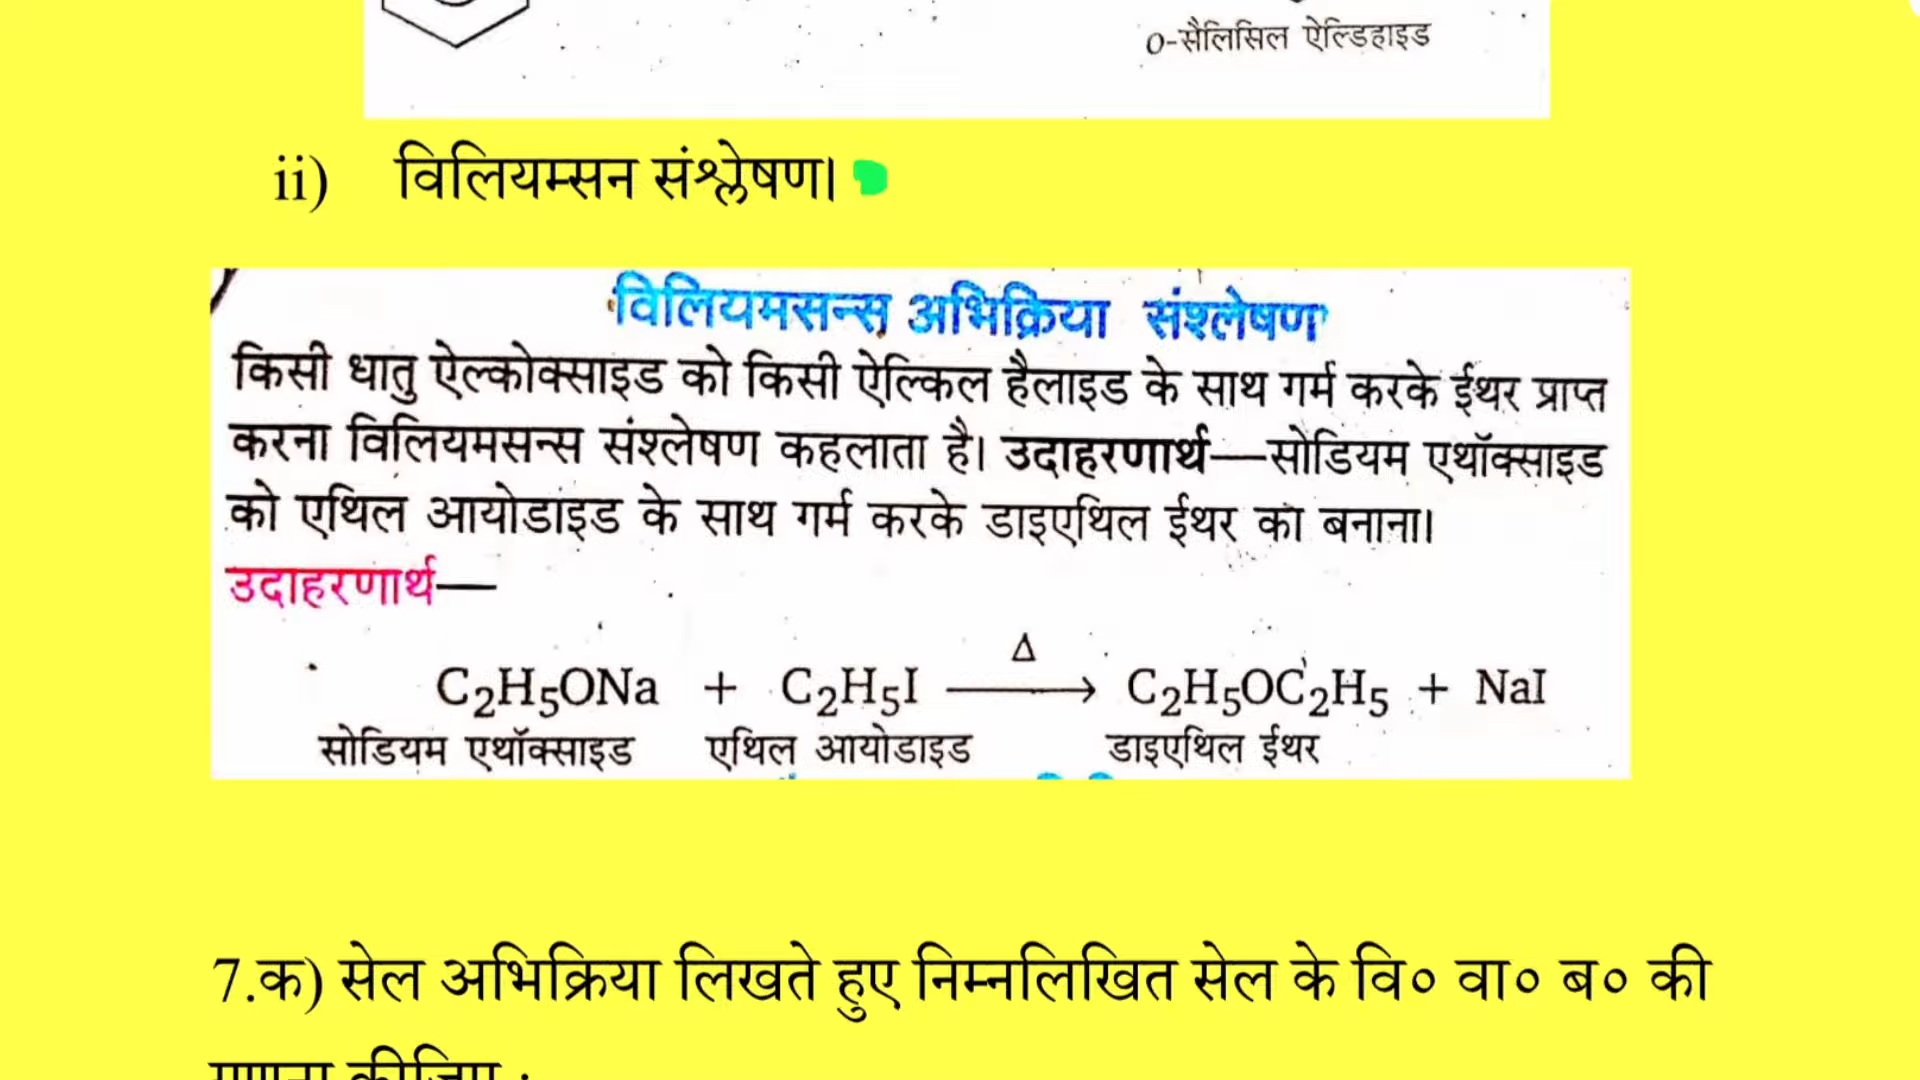 o-सैलिसिल ऐल्डिहाइड
ii) विलियम्सन संश्लेषण।
विलियमसन्स अभिक्रिया संश्लेषण
किसी धातु ऐल्कोक्साइड को किसी ऐल्किल हैलाइड के साथ गर्म करके ईथर प्राप्त
करना विलियमसन्स संश्लेषण कहलाता है। उदाहरणार्थ—सोडियम एथॉक्साइड
को एथिल आयोडाइड के साथ गर्म करके डाइएथिल ईथर का बनाना।
उदाहरणार्थ—
Δ
C₂H₅ONa + C₂H₅I ⟶ C₂H₅OC₂H₅ + NaI
सोडियम एथॉक्साइड एथिल आयोडाइड डाइएथिल ईथर
7.क) सेल अभिक्रिया लिखते हुए निम्नलिखित सेल के वि० वा० ब० की